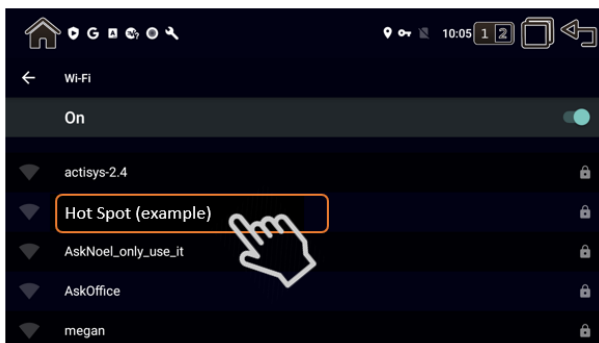 G A 10:05 1 2
Wi-Fi
On
actisys-2.4
Hot Spot (example)
AskNoel_only_use_it
AskOffice
megan